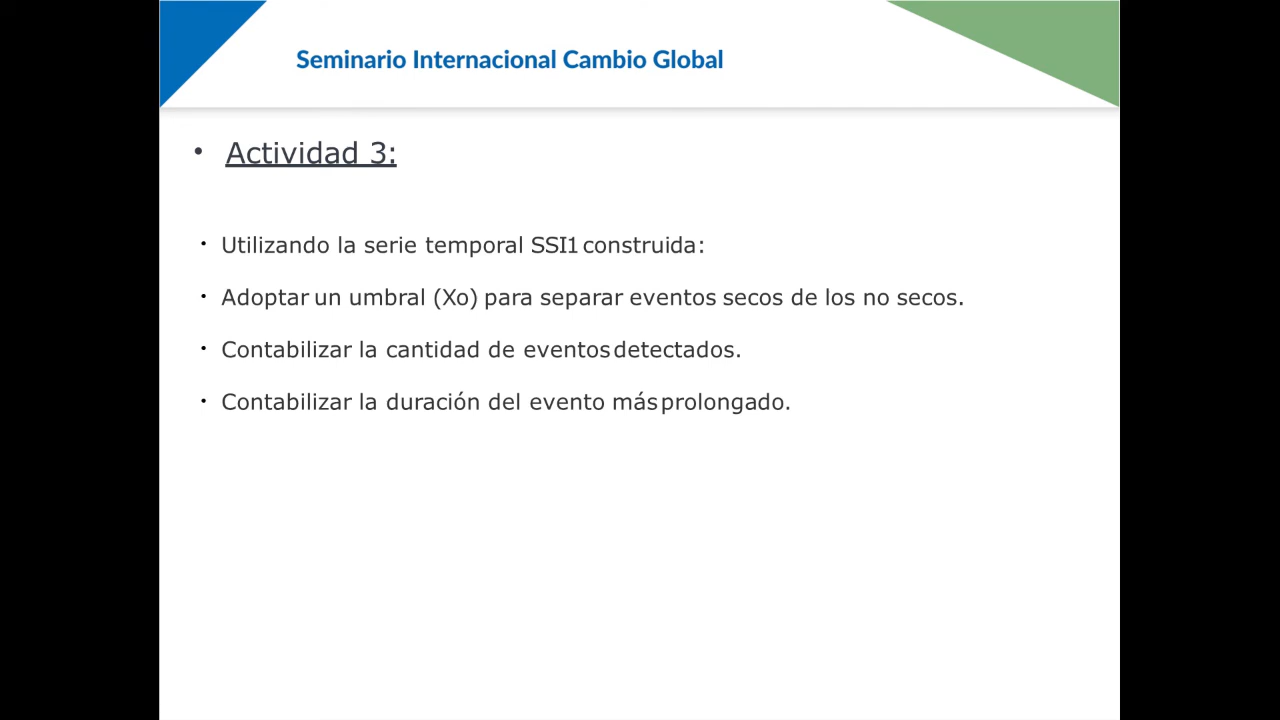 Seminario Internacional Cambio Global
• Actividad 3:
• Utilizando la serie temporal SSI1 construida:
• Adoptar un umbral (Xo) para separar eventos secos de los no secos.
• Contabilizar la cantidad de eventos detectados.
• Contabilizar la duración del evento más prolongado.